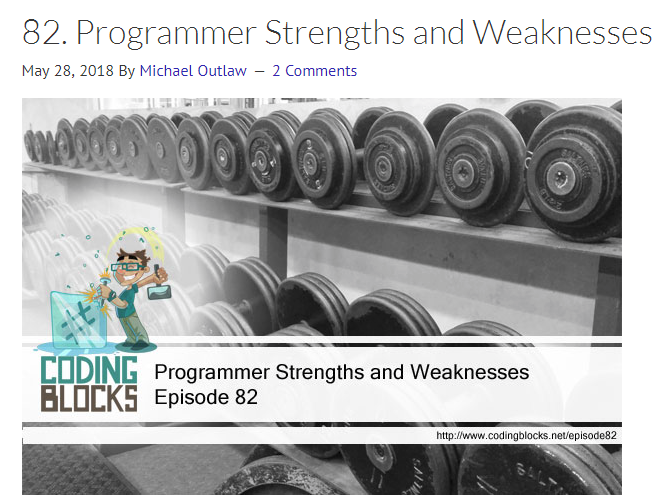 82. Programmer Strengths and Weaknesses
May 28, 2018 By Michael Outlaw — 2 Comments
CODING
BLOCKS
Programmer Strengths and Weaknesses
Episode 82
http://www.codingblocks.net/episode82